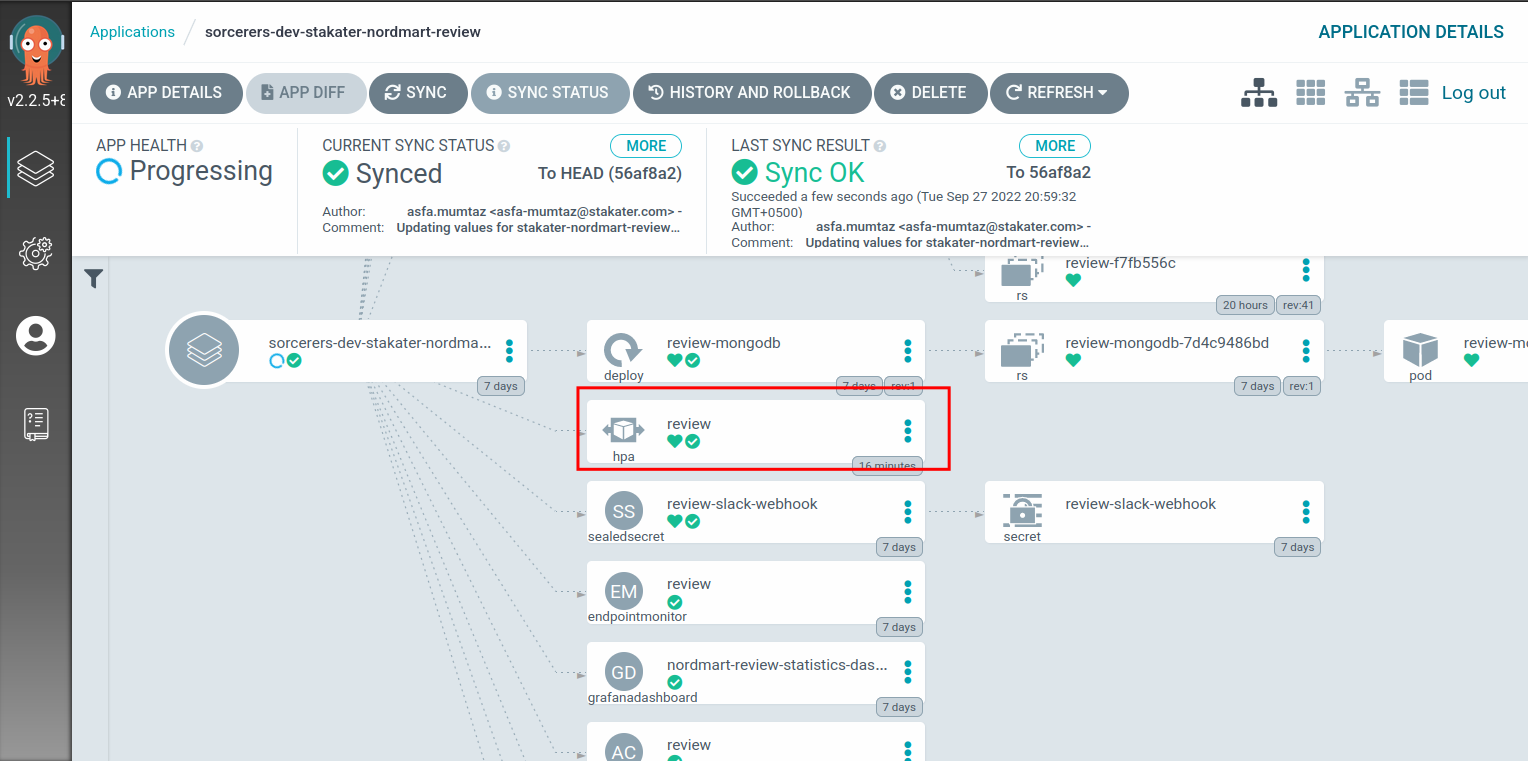 Applications
sorcerers-dev-stakater-nordmart-review
APPLICATION DETAILS
v2.2.5+8
APP DETAILS
APP DIFF
SYNC
SYNC STATUS
HISTORY AND ROLLBACK
DELETE
REFRESH
Log out
APP HEALTH
Progressing
CURRENT SYNC STATUS
MORE
Synced
To HEAD (56af8a2)
Author: asfa.mumtaz <asfa-mumtaz@stakater.com> -
Comment: Updating values for stakater-nordmart-review…
LAST SYNC RESULT
MORE
Sync OK
To 56af8a2
Succeeded a few seconds ago (Tue Sep 27 2022 20:59:32
GMT+0500)
Author: asfa.mumtaz <asfa-mumtaz@stakater.com> -
Comment: Updating values for stakater-nordmart-review…
review-f7fb556c
rs
20 hours
rev:41
sorcerers-dev-stakater-nordma...
7 days
review-mongodb
deploy
7 days
rev:1
review-mongodb-7d4c9486bd
rs
7 days
rev:1
review-mo
pod
review
hpa
16 minutes
SS
review-slack-webhook
sealedsecret
7 days
review-slack-webhook
secret
7 days
EM
review
endpointmonitor
7 days
GD
nordmart-review-statistics-das...
grafanadashboard
7 days
AC
review